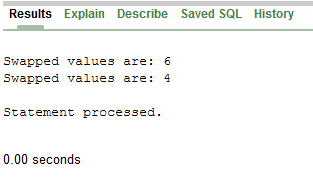 Results Explain Describe Saved SQL History
Swapped values are: 6
Swapped values are: 4
Statement processed.
0.00 seconds